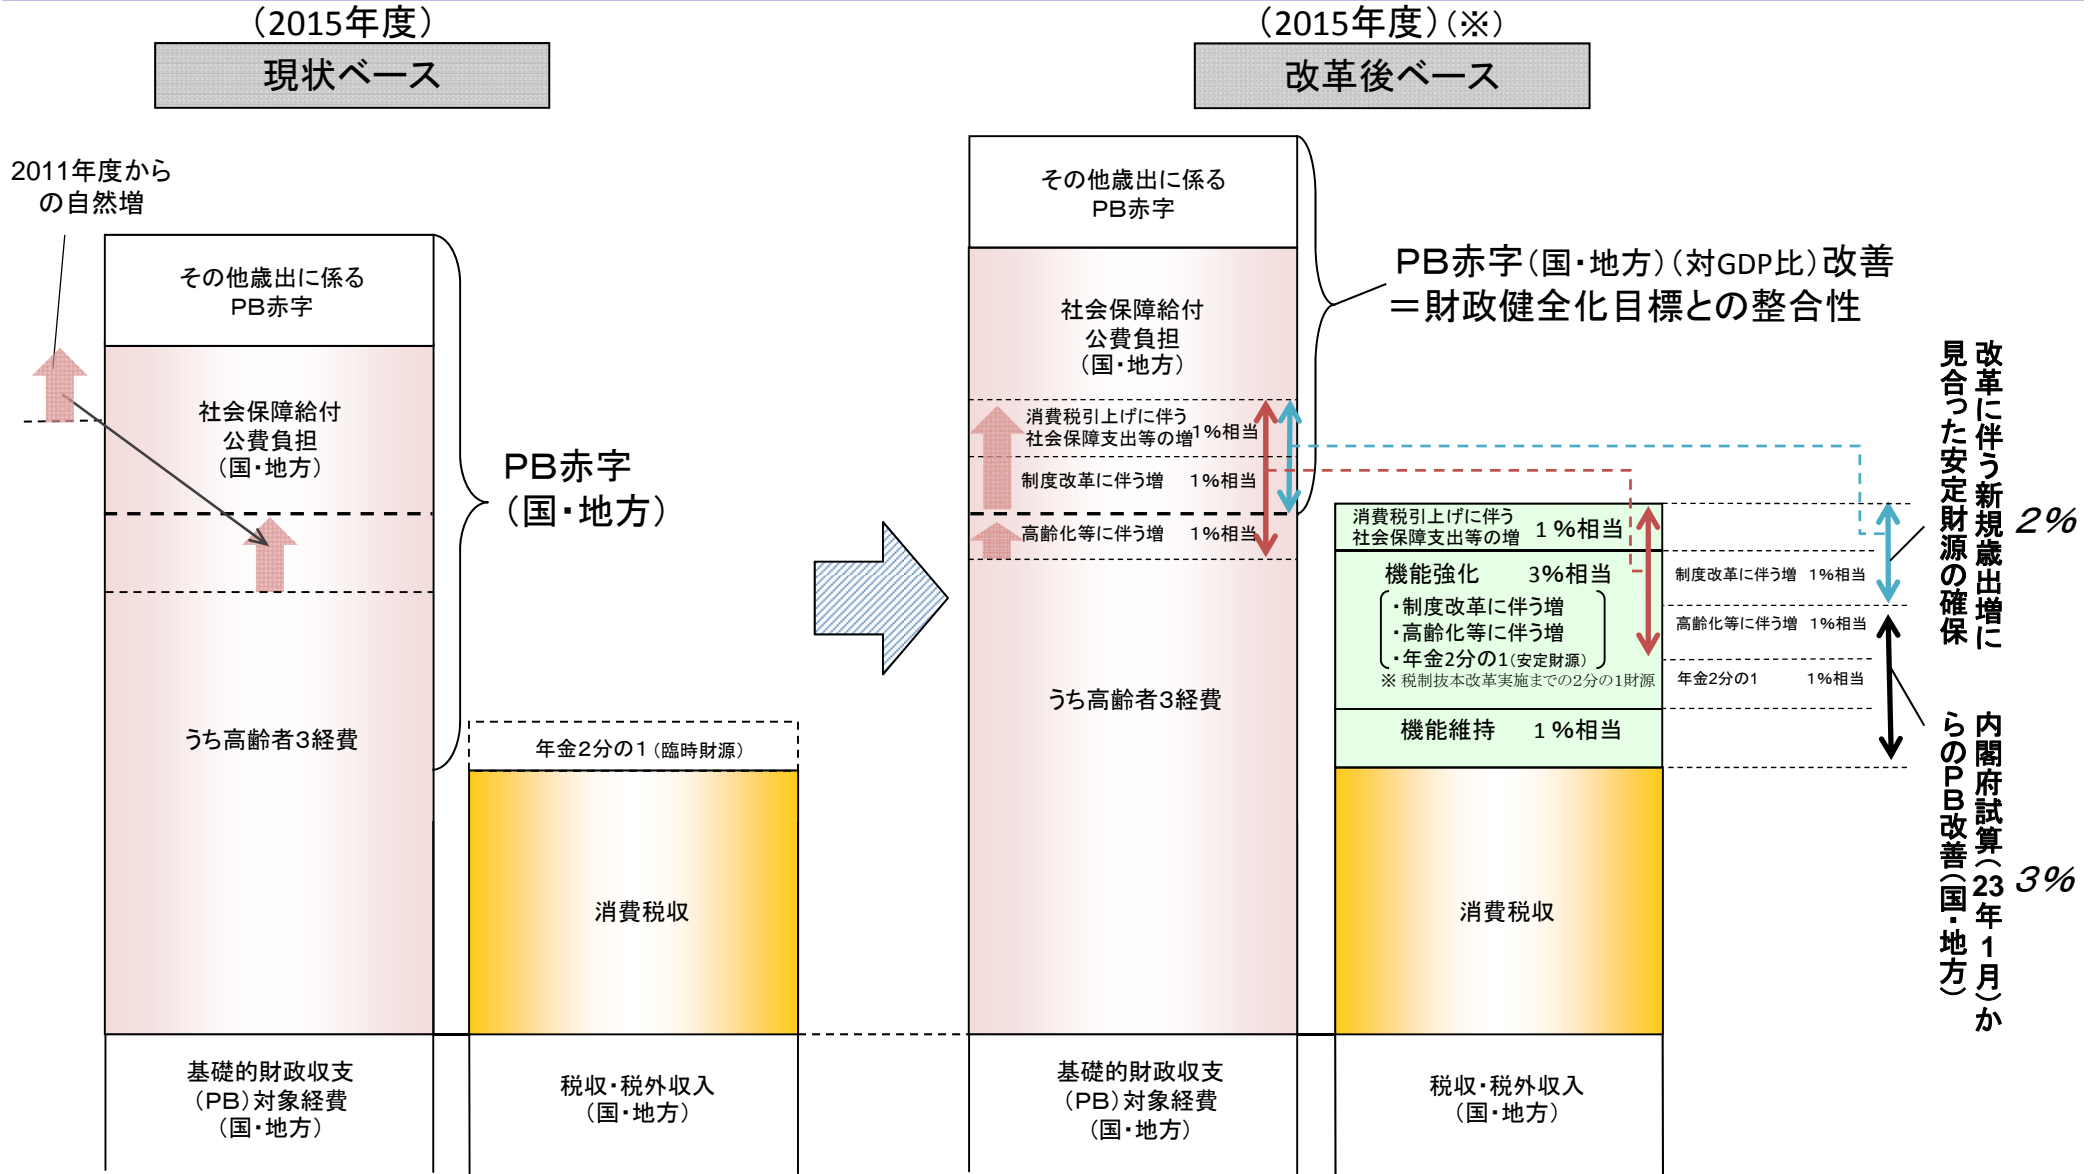 （2015年度）
現状ベース
2011年度から
の自然増
その他歳出に係る
PB赤字
社会保障給付
公費負担
（国・地方）
うち高齢者３経費
PB赤字
（国・地方）
年金２分の１（臨時財源）
消費税収
基礎的財政収支
（PB）対象経費
（国・地方）
税収・税外収入
（国・地方）
（2015年度）（※）
改革後ベース
その他歳出に係る
PB赤字
社会保障給付
公費負担
（国・地方）
消費税引上げに伴う
社会保障支出等の増 1％相当
制度改革に伴う増 1％相当
高齢化等に伴う増 1％相当
うち高齢者３経費
PB赤字（国・地方）（対GDP比）改善
＝財政健全化目標との整合性
消費税引上げに伴う
社会保障支出等の増 1％相当
機能強化 3％相当
・制度改革に伴う増
・高齢化等に伴う増
・年金2分の1（安定財源）
※ 税制抜本改革実施までの2分の1財源
機能維持 1％相当
消費税収
制度改革に伴う増 1％相当
高齢化等に伴う増 1％相当
年金2分の1 1％相当
改革に伴う新規歳出増に
見合った安定財源の確保
2％
内閣府試算（23年1月）か
らのPB改善（国・地方）
3％
基礎的財政収支
（PB）対象経費
（国・地方）
税収・税外収入
（国・地方）